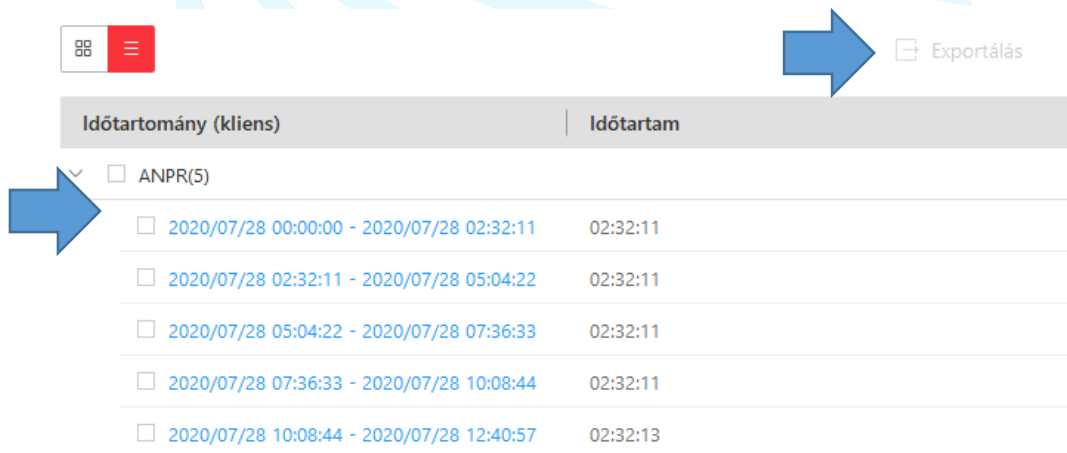 Exportálás
Időtartomány (kliens) Időtartam
ANPR(5)
2020/07/28 00:00:00 - 2020/07/28 02:32:11 02:32:11
2020/07/28 02:32:11 - 2020/07/28 05:04:22 02:32:11
2020/07/28 05:04:22 - 2020/07/28 07:36:33 02:32:11
2020/07/28 07:36:33 - 2020/07/28 10:08:44 02:32:11
2020/07/28 10:08:44 - 2020/07/28 12:40:57 02:32:13